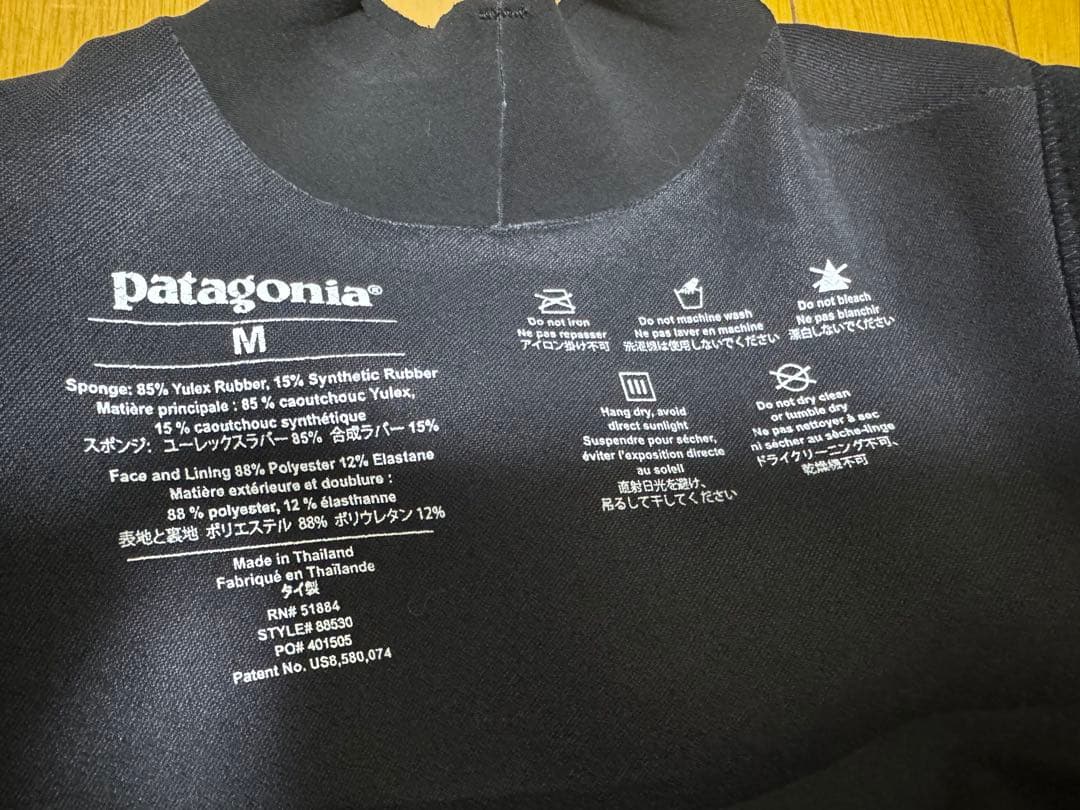 patagonia®
M
Sponge: 85% Yulex Rubber, 15% Synthetic Rubber
Matière principale : 85 % caoutchouc Yulex,
15 % caoutchouc synthétique
スポンジ: ユーレックスラバー 85% 合成ラバー 15%
Face and Lining 88% Polyester 12% Elastane
Matière extérieure et doublure :
88 % polyester, 12 % élasthanne
表地と裏地 ポリエステル 88% ポリウレタン 12%
Made in Thailand
Fabriqué en Thaïlande
タイ製
RN# 51884
STYLE# 88530
PO# 401505
Patent No. US8,580,074
Do not iron
Ne pas repasser
アイロン掛け不可
Do not machine wash
Ne pas laver en machine
洗濯機は使用しないでください
Do not bleach
Ne pas blanchir
漂白しないでください
Hang dry, avoid
direct sunlight
Suspendre pour sécher,
éviter l'exposition directe
au soleil
直射日光を避け、
吊るして干してください
Do not dry clean
or tumble dry
Ne pas nettoyer à sec
ni sécher au sèche-linge
ドライクリーニング不可、
乾燥機不可